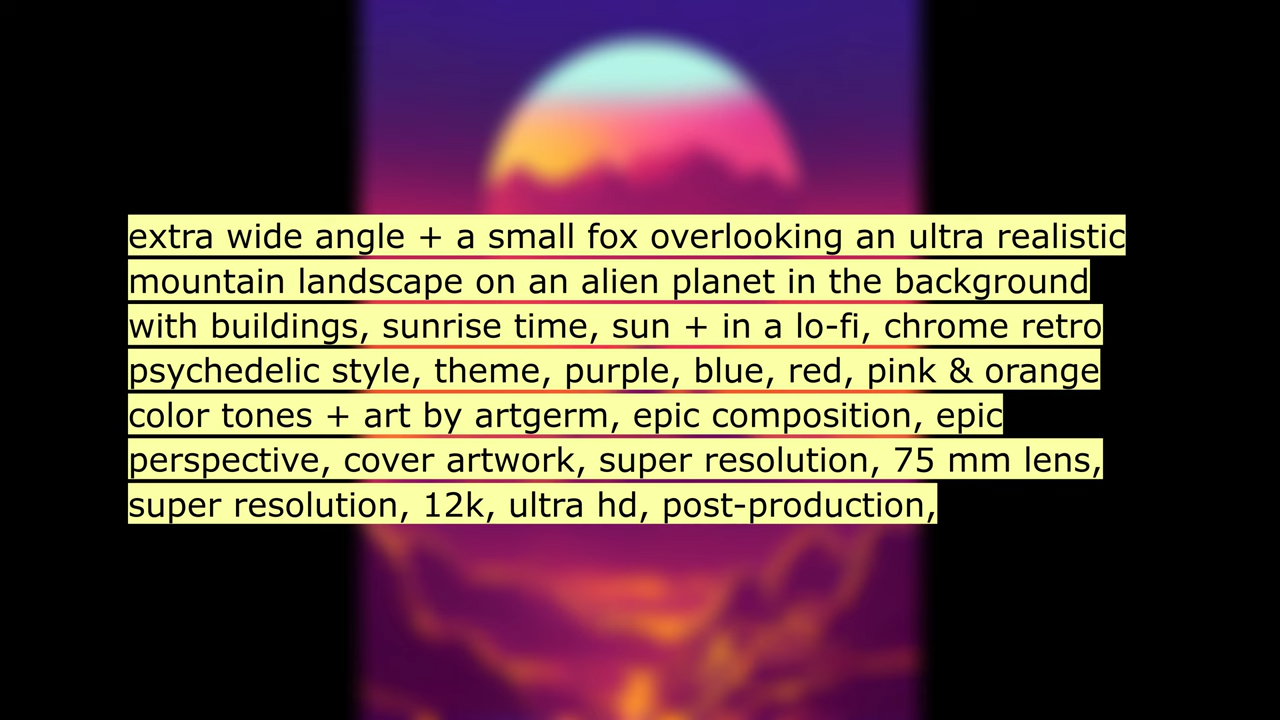 extra wide angle + a small fox overlooking an ultra realistic
mountain landscape on an alien planet in the background
with buildings, sunrise time, sun + in a lo-fi, chrome retro
psychedelic style, theme, purple, blue, red, pink & orange
color tones + art by artgerm, epic composition, epic
perspective, cover artwork, super resolution, 75 mm lens,
super resolution, 12k, ultra hd, post-production,